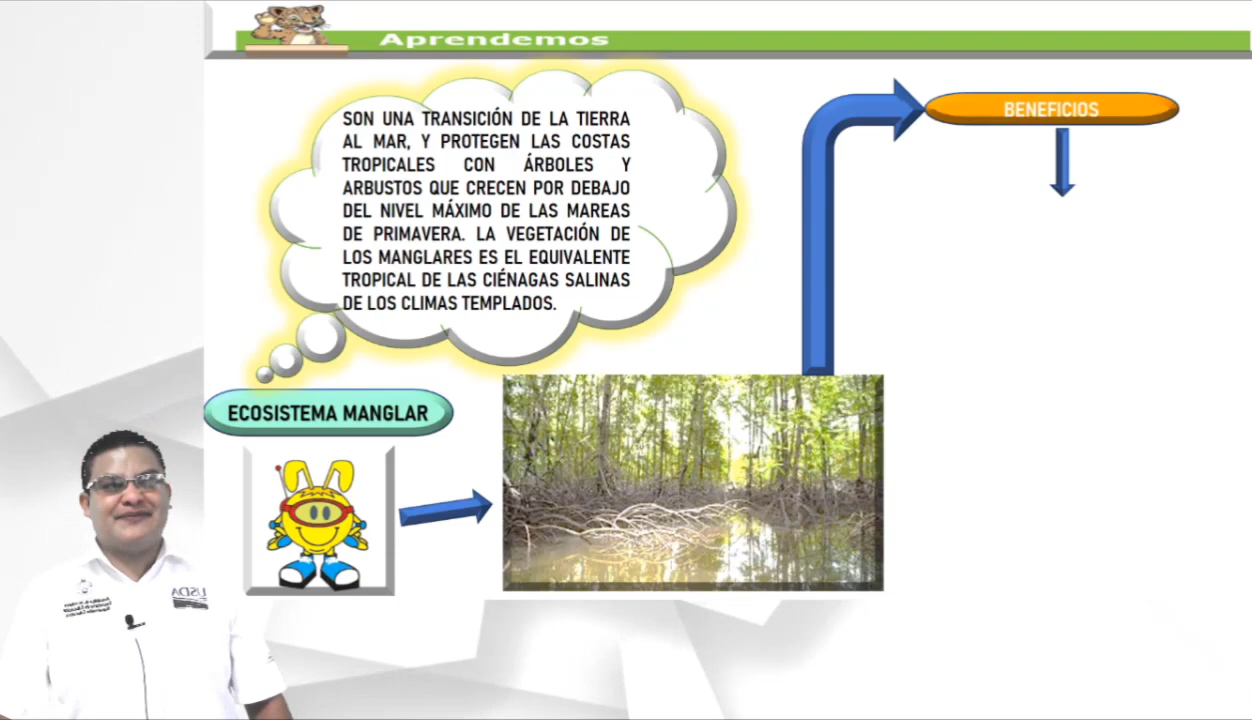 Aprendemos
SON UNA TRANSICIÓN DE LA TIERRA
AL MAR, Y PROTEGEN LAS COSTAS
TROPICALES CON ÁRBOLES Y
ARBUSTOS QUE CRECEN POR DEBAJO
DEL NIVEL MÁXIMO DE LAS MAREAS
DE PRIMAVERA. LA VEGETACIÓN DE
LOS MANGLARES ES EL EQUIVALENTE
TROPICAL DE LAS CIÉNAGAS SALINAS
DE LOS CLIMAS TEMPLADOS.
BENEFICIOS
ECOSISTEMA MANGLAR
USDA